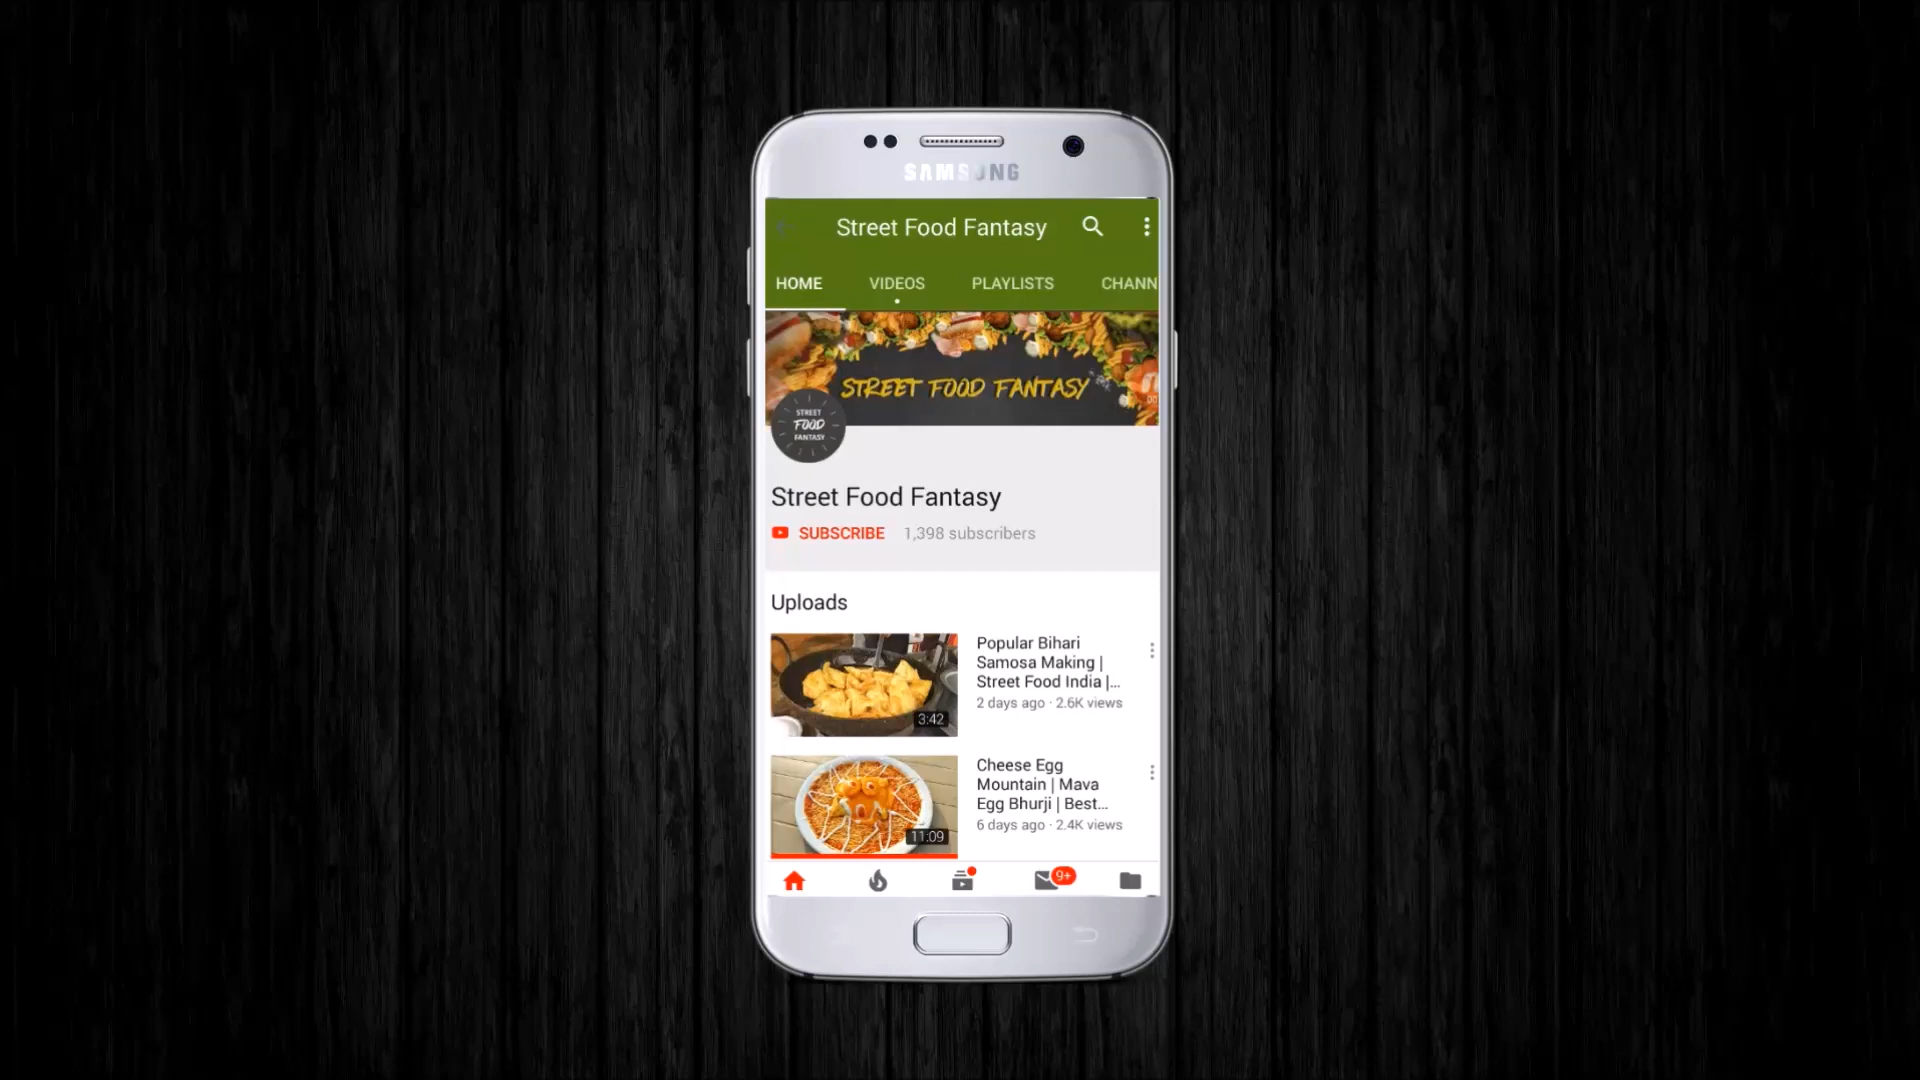 SAMSUNG
Street Food Fantasy
HOME VIDEOS PLAYLISTS CHANN
STREET FOOD FANTASY
STREET
FOOD
FANTASY
Street Food Fantasy
SUBSCRIBE 1,398 subscribers
Uploads
Popular Bihari
Samosa Making |
Street Food India |...
2 days ago · 2.6K views
3:42
Cheese Egg
Mountain | Mava
Egg Bhurji | Best...
6 days ago · 2.4K views
11:09
9+